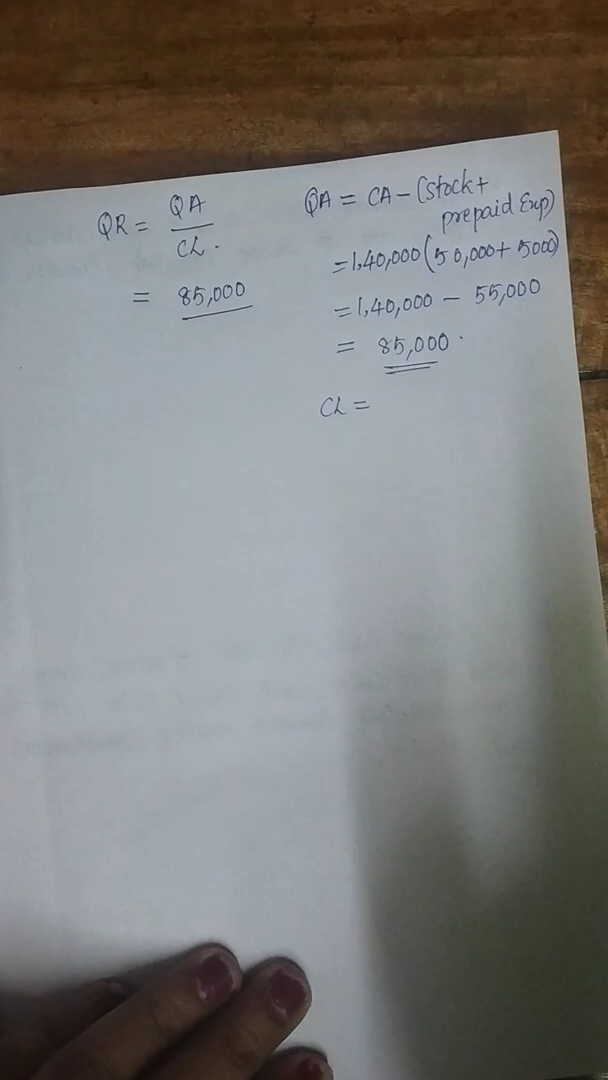 QR = QA / CL.
= 85,000
QA = CA - (stock +
prepaid Exp)
= 1,40,000 (50,000 + 5000)
= 1,40,000 - 55,000
= 85,000.
CL =